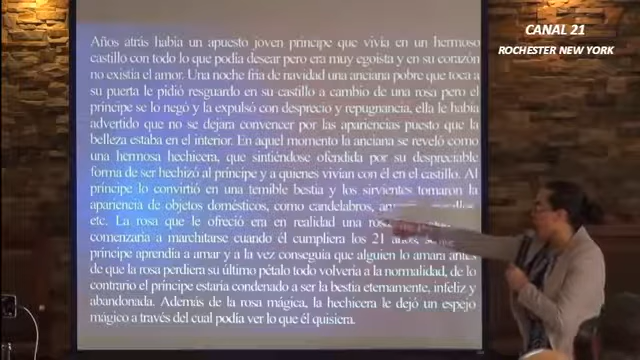 CANAL 21
ROCHESTER NEW YORK
Años atrás había un apuesto joven príncipe que vivía en un hermoso
castillo con todo lo que podía desear pero era muy egoísta y en su corazón
no existía el amor. Una noche fría de navidad una anciana pobre que toca a
su puerta le pidió resguardo en su castillo a cambio de una rosa pero ella el
príncipe se lo negó y la expulsó con desprecio y repugnancia, ella le había
advertido que no se dejara convencer por las apariencias puesto que la
belleza estaba en el interior. En aquel momento la anciana se reveló como
una hermosa hechicera, que sintiéndose ofendida por su despreciable
forma de ser hechizó al príncipe y a quienes vivían con él en el castillo. Al
príncipe lo convirtió en una terrible bestia y los sirvientes tomaron la
apariencia de objetos domésticos, como candelabros,
etc. La rosa que le ofreció era en realidad una
comenzaría a marchitarse cuando él cumpliera los 21 años,
príncipe aprendía a amar y a la vez conseguía que alguien lo amara antes
de que la rosa perdiera su último pétalo todo volvería a la normalidad, de lo
contrario el príncipe estaría condenado a ser la bestia eternamente, infeliz y
abandonada. Además de la rosa mágica, la hechicera le dejó un espejo
mágico a través del cual podía ver lo que él quisiera.